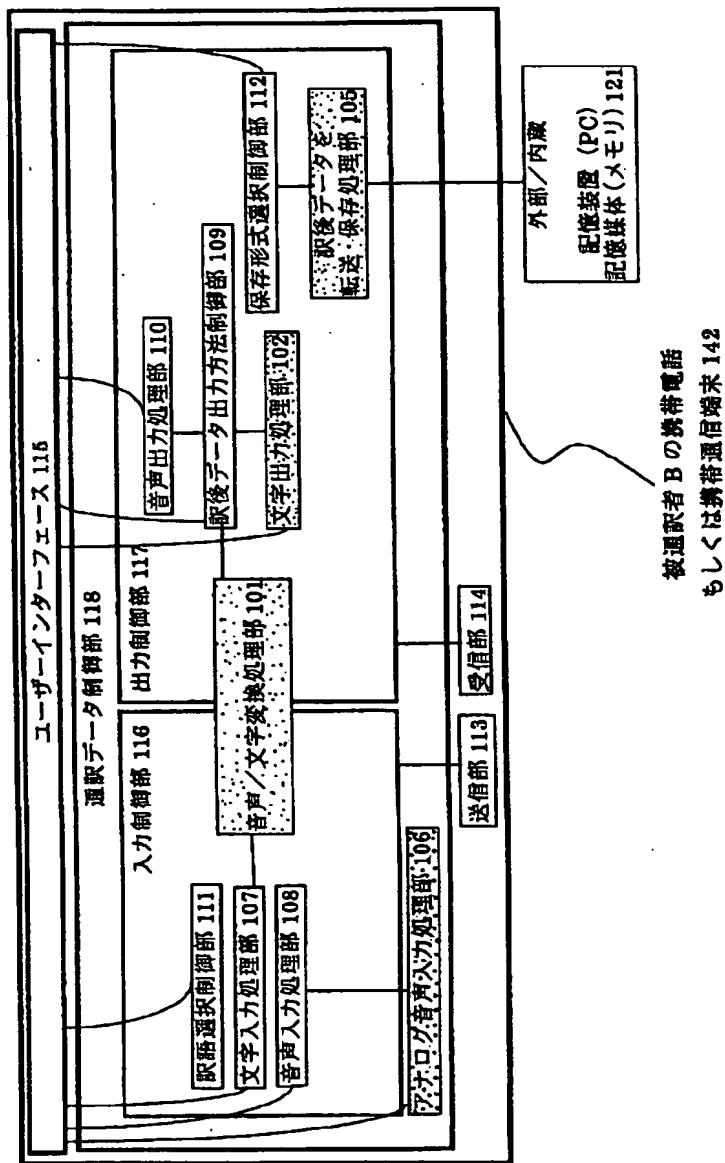 ユーザーインターフェース 115
通訳データ制御部 118
入力制御部 116
訳語選択制御部 111
文字入力処理部 107
音声入力処理部 108
アナログ音声入力処理部 106
音声／文字変換処理部 101
出力制御部 117
音声出力処理部 110
訳後データ出力方法制御部 109
文字出力処理部 102
保存形式選択制御部 112
訳後データを
転送・保存処理部 105
送信部 113
受信部 114
外部／内蔵
記憶装置 (PC)
記憶媒体(メモリ) 121
被通訳者 B の携帯電話
もしくは携帯通信端末 142